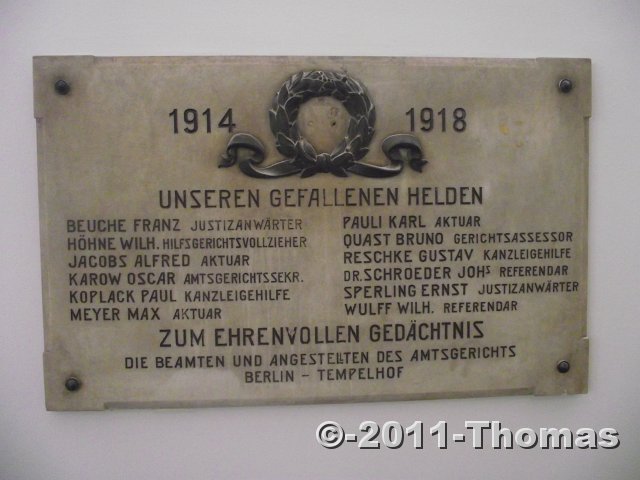 1914 1918
UNSEREN GEFALLENEN HELDEN
BEUCHE FRANZ JUSTIZANWÄRTER
HÖHNE WILH. HILFSGERICHTSVOLLZIEHER
JACOBS ALFRED AKTUAR
KAROW OSCAR AMTSGERICHTSSEKR.
KOPLACK PAUL KANZLEIGEHILFE
MEYER MAX AKTUAR
PAULI KARL AKTUAR
QUAST BRUNO GERICHTSASSESSOR
RESCHKE GUSTAV KANZLEIGEHILFE
DR. SCHROEDER JOHS REFERENDAR
SPERLING ERNST JUSTIZANWÄRTER
WULFF WILH. REFERENDAR
ZUM EHRENVOLLEN GEDÄCHTNIS
DIE BEAMTEN UND ANGESTELLTEN DES AMTSGERICHTS
BERLIN - TEMPELHOF
©-2011-Thomas